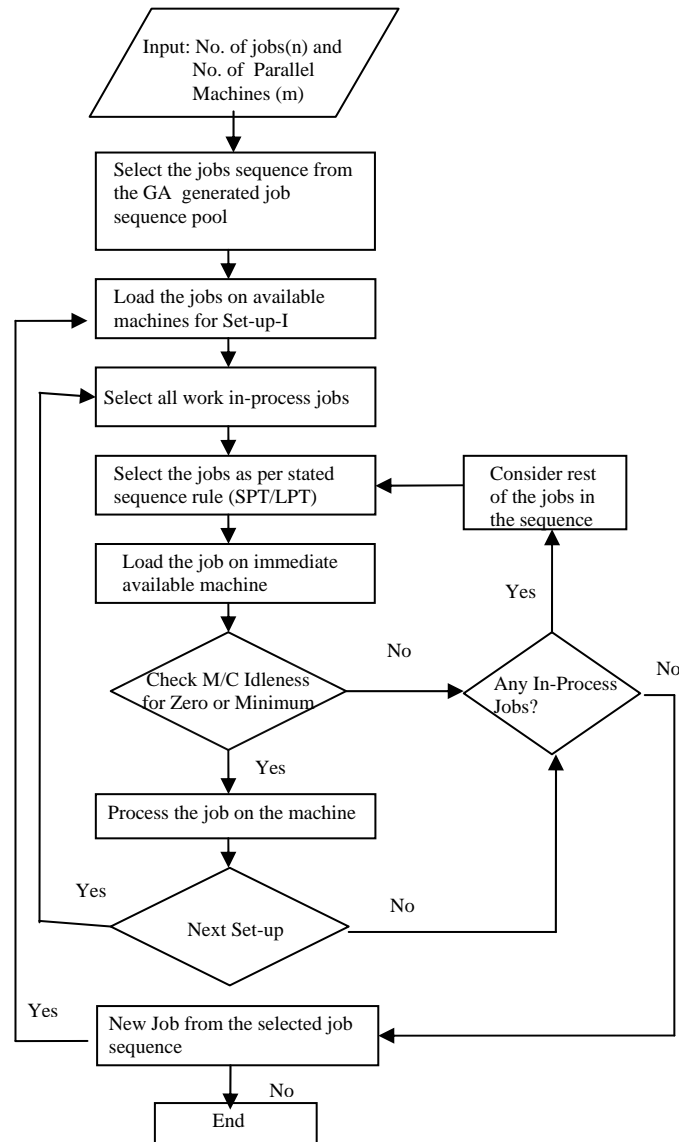 Input: No. of jobs(n) and
No. of Parallel
Machines (m)
Select the jobs sequence from
the GA generated job
sequence pool
Load the jobs on available
machines for Set-up-I
Select all work in-process jobs
Select the jobs as per stated
sequence rule (SPT/LPT)
Consider rest
of the jobs in
the sequence
Load the job on immediate
available machine
Yes
Check M/C Idleness
for Zero or Minimum
No
Any In-Process
Jobs?
No
Yes
Process the job on the machine
Yes
Next Set-up
No
Yes
New Job from the selected job
sequence
No
End